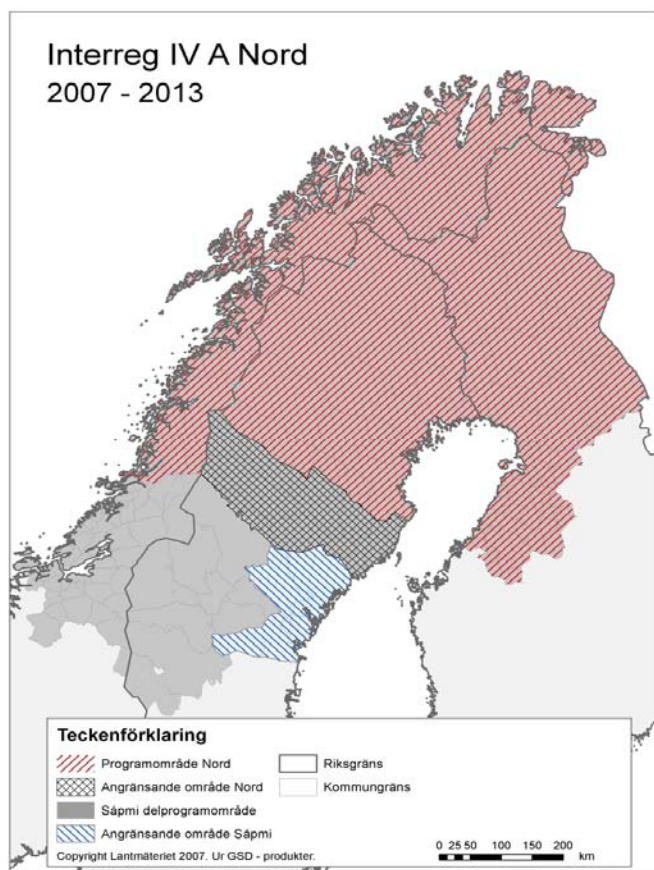 Interreg IV A Nord
2007 - 2013
Teckenförklaring
Programområde Nord
Angränsande område Nord
Sápmi delprogramområde
Angränsande område Sápmi
Riksgräns
Kommungräns
Copyright Lantmäteriet 2007. Ur GSD - produkter.
0 25 50 100 150 200
km